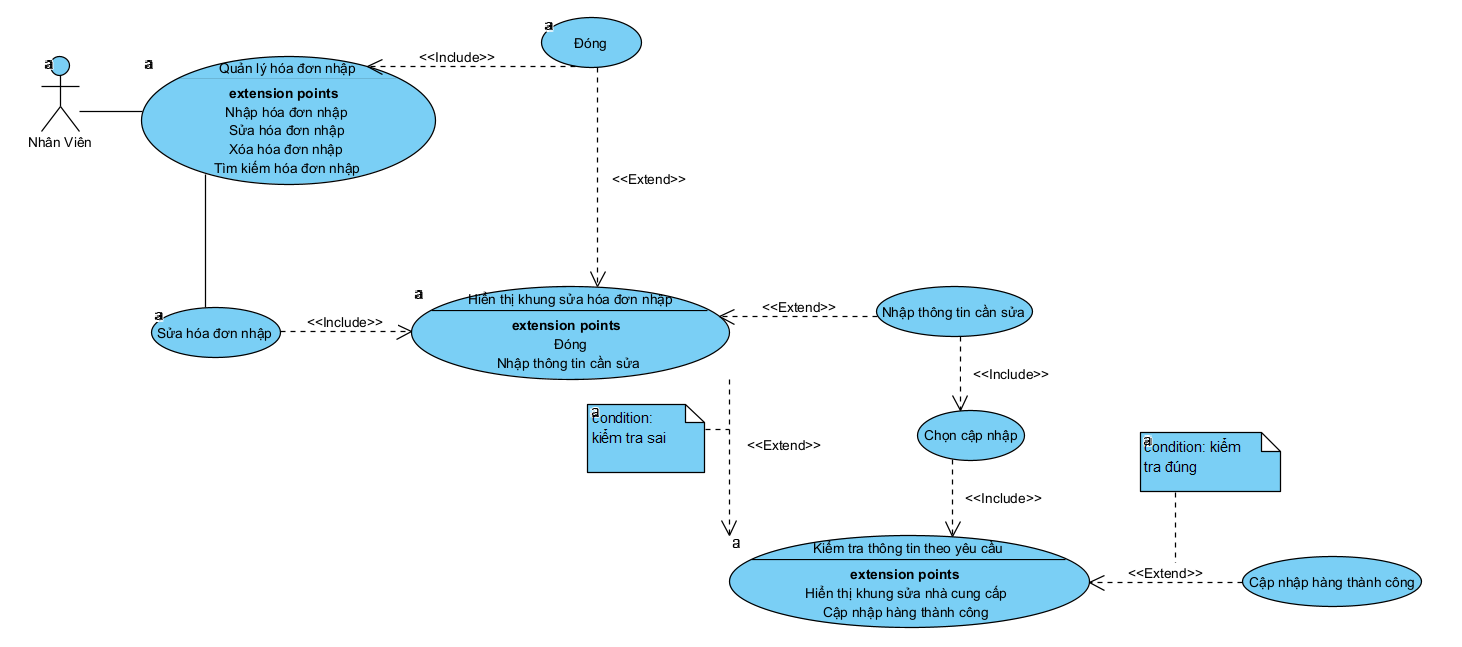 a
Đóng
<<Include>>
a
a
Quản lý hóa đơn nhập
extension points
Nhập hóa đơn nhập
Sửa hóa đơn nhập
Xóa hóa đơn nhập
Tìm kiếm hóa đơn nhập
Nhân Viên
<<Extend>>
a
Hiển thị khung sửa hóa đơn nhập
extension points
Đóng
Nhập thông tin cần sửa
<<Extend>>
Nhập thông tin cần sửa
a
Sửa hóa đơn nhập
<<Include>>
<<Include>>
a
condition:
kiểm tra sai
<<Extend>>
Chọn cập nhập
a
condition: kiểm
tra đúng
<<Include>>
a
Kiểm tra thông tin theo yêu cầu
extension points
Hiển thị khung sửa nhà cung cấp
Cập nhập hàng thành công
<<Extend>>
Cập nhập hàng thành công